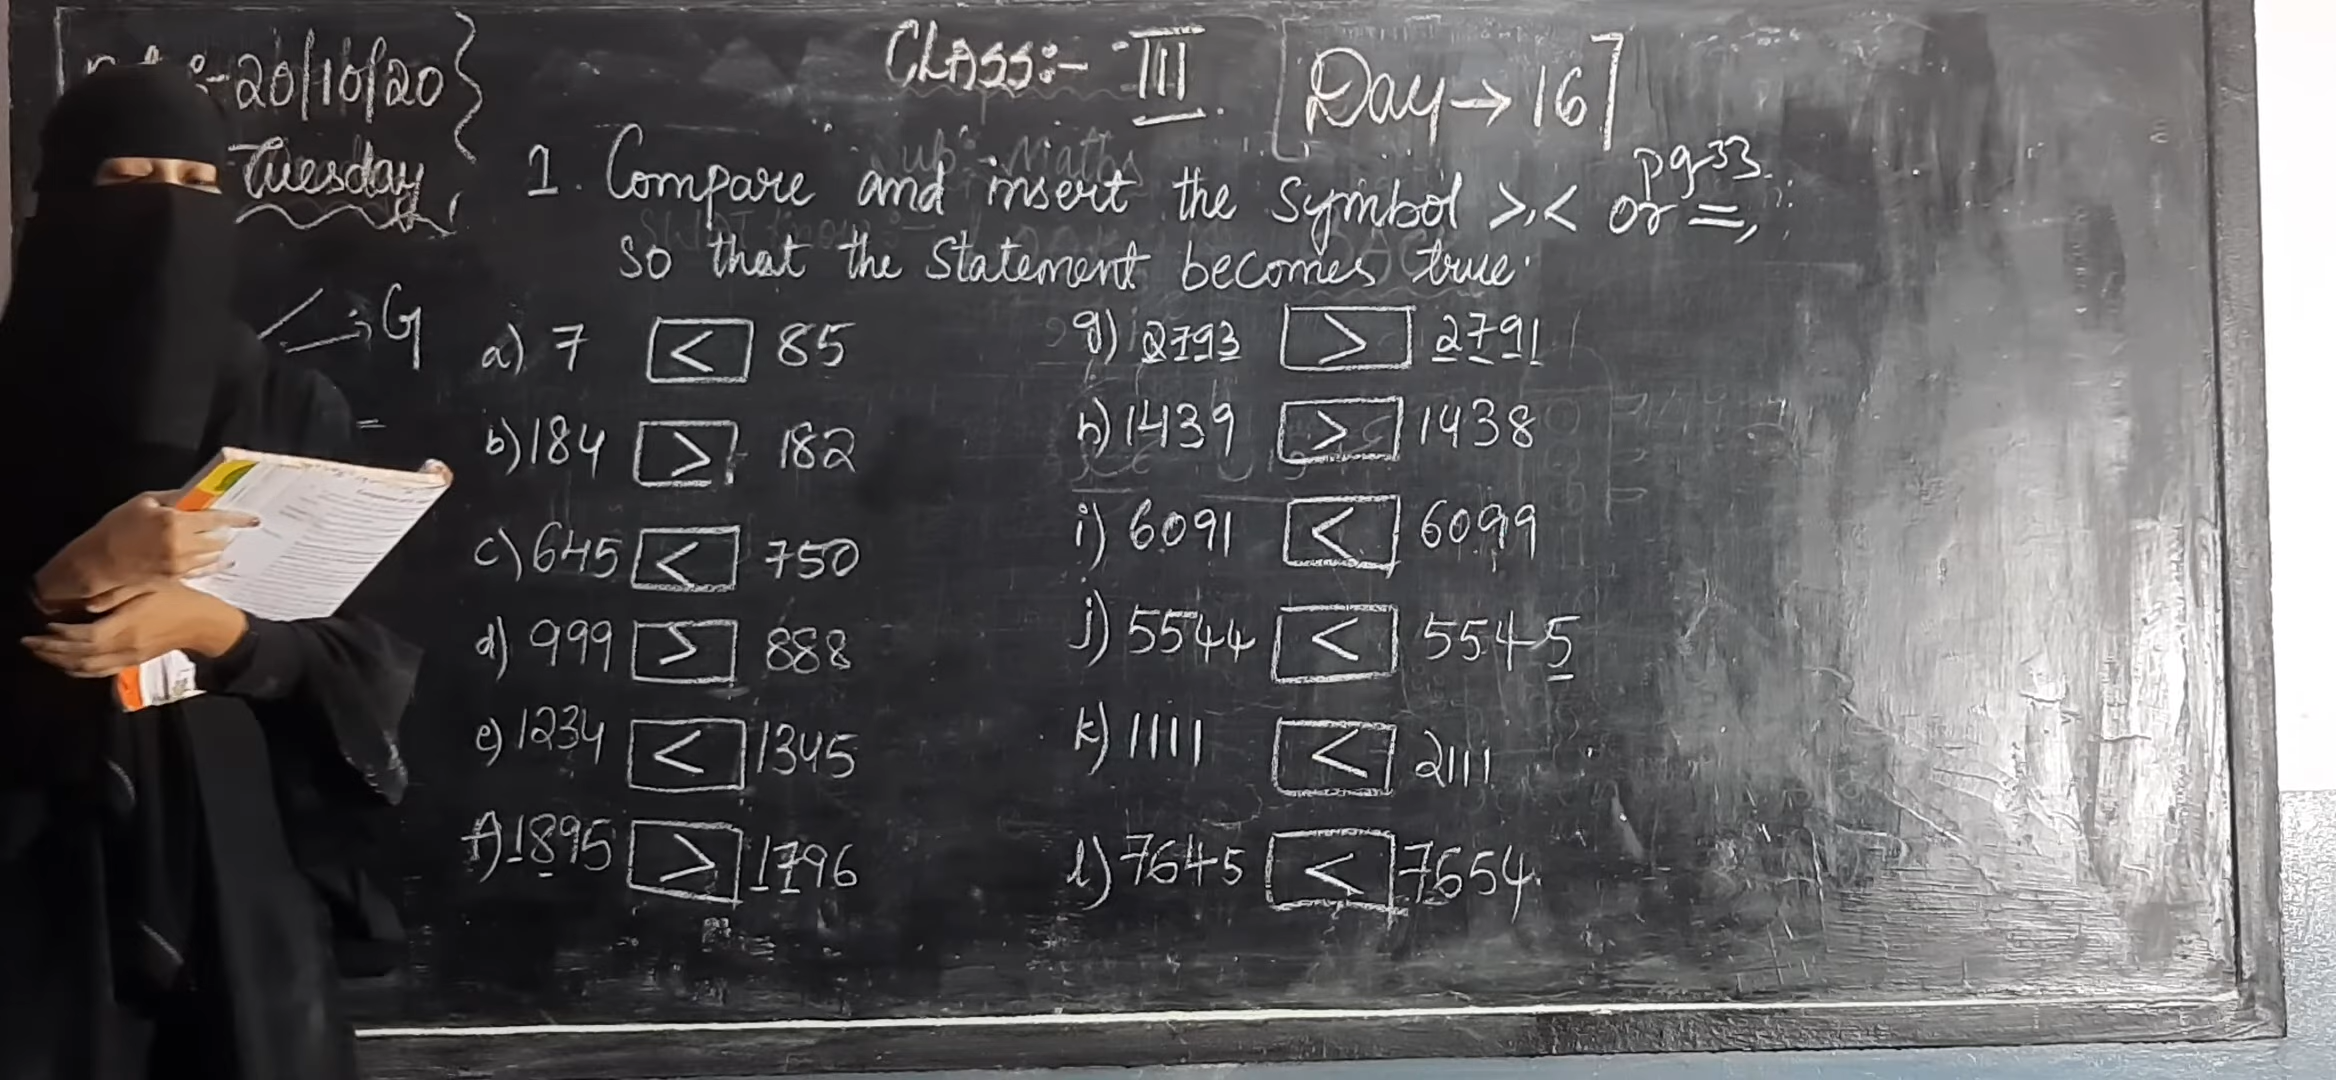 :-20/10/20
Tuesday,
CLASS:- III
[Day→16]
pg-33
1. Compare and insert the Symbol >,< or =,
so that the Statement becomes true.
a) 7 < 85
b) 184 > 182
c) 645 < 750
d) 999 > 888
e) 1234 < 1345
f) 1895 > 1796
g) 2793 > 2791
h) 1439 > 1438
i) 6091 < 6099
j) 5544 < 5545
k) 1111 < 2111
l) 7645 < 7654.